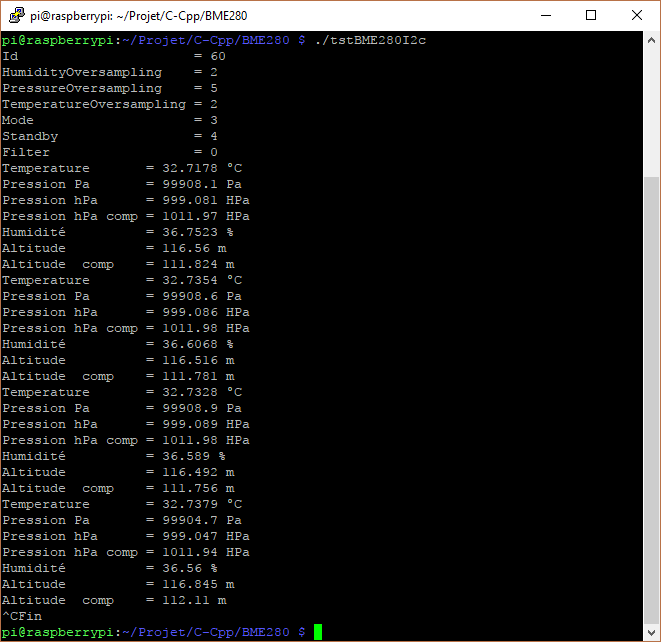 pi@raspberrypi: ~/Projet/C-Cpp/BME280
pi@raspberrypi:~/Projet/C-Cpp/BME280 $ ./tstBME280I2c
Id                      = 60
HumidityOversampling    = 2
PressureOversampling    = 5
TemperatureOversampling = 2
Mode                    = 3
Standby                 = 4
Filter                  = 0
Temperature       = 32.7178 °C
Pression Pa       = 99908.1 Pa
Pression hPa      = 999.081 HPa
Pression hPa comp = 1011.97 HPa
Humidité          = 36.7523 %
Altitude          = 116.56 m
Altitude  comp    = 111.824 m
Temperature       = 32.7354 °C
Pression Pa       = 99908.6 Pa
Pression hPa      = 999.086 HPa
Pression hPa comp = 1011.98 HPa
Humidité          = 36.6068 %
Altitude          = 116.516 m
Altitude  comp    = 111.781 m
Temperature       = 32.7328 °C
Pression Pa       = 99908.9 Pa
Pression hPa      = 999.089 HPa
Pression hPa comp = 1011.98 HPa
Humidité          = 36.589 %
Altitude          = 116.492 m
Altitude  comp    = 111.756 m
Temperature       = 32.7379 °C
Pression Pa       = 99904.7 Pa
Pression hPa      = 999.047 HPa
Pression hPa comp = 1011.94 HPa
Humidité          = 36.56 %
Altitude          = 116.845 m
Altitude  comp    = 112.11 m
^CFin
pi@raspberrypi:~/Projet/C-Cpp/BME280 $